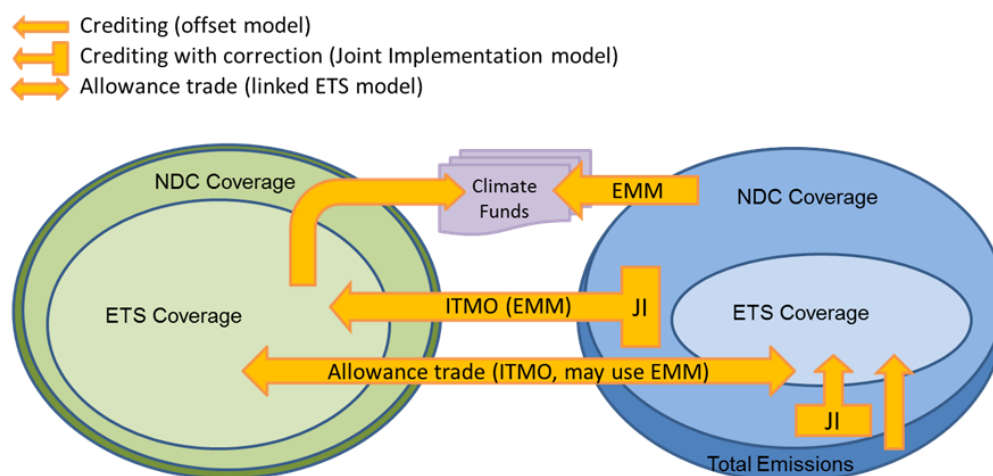 Crediting (offset model)
Crediting with correction (Joint Implementation model)
Allowance trade (linked ETS model)
NDC Coverage
Climate
Funds
EMM
NDC Coverage
ETS Coverage
ITMO (EMM)
JI
ETS Coverage
Allowance trade (ITMO, may use EMM)
JI
Total Emissions